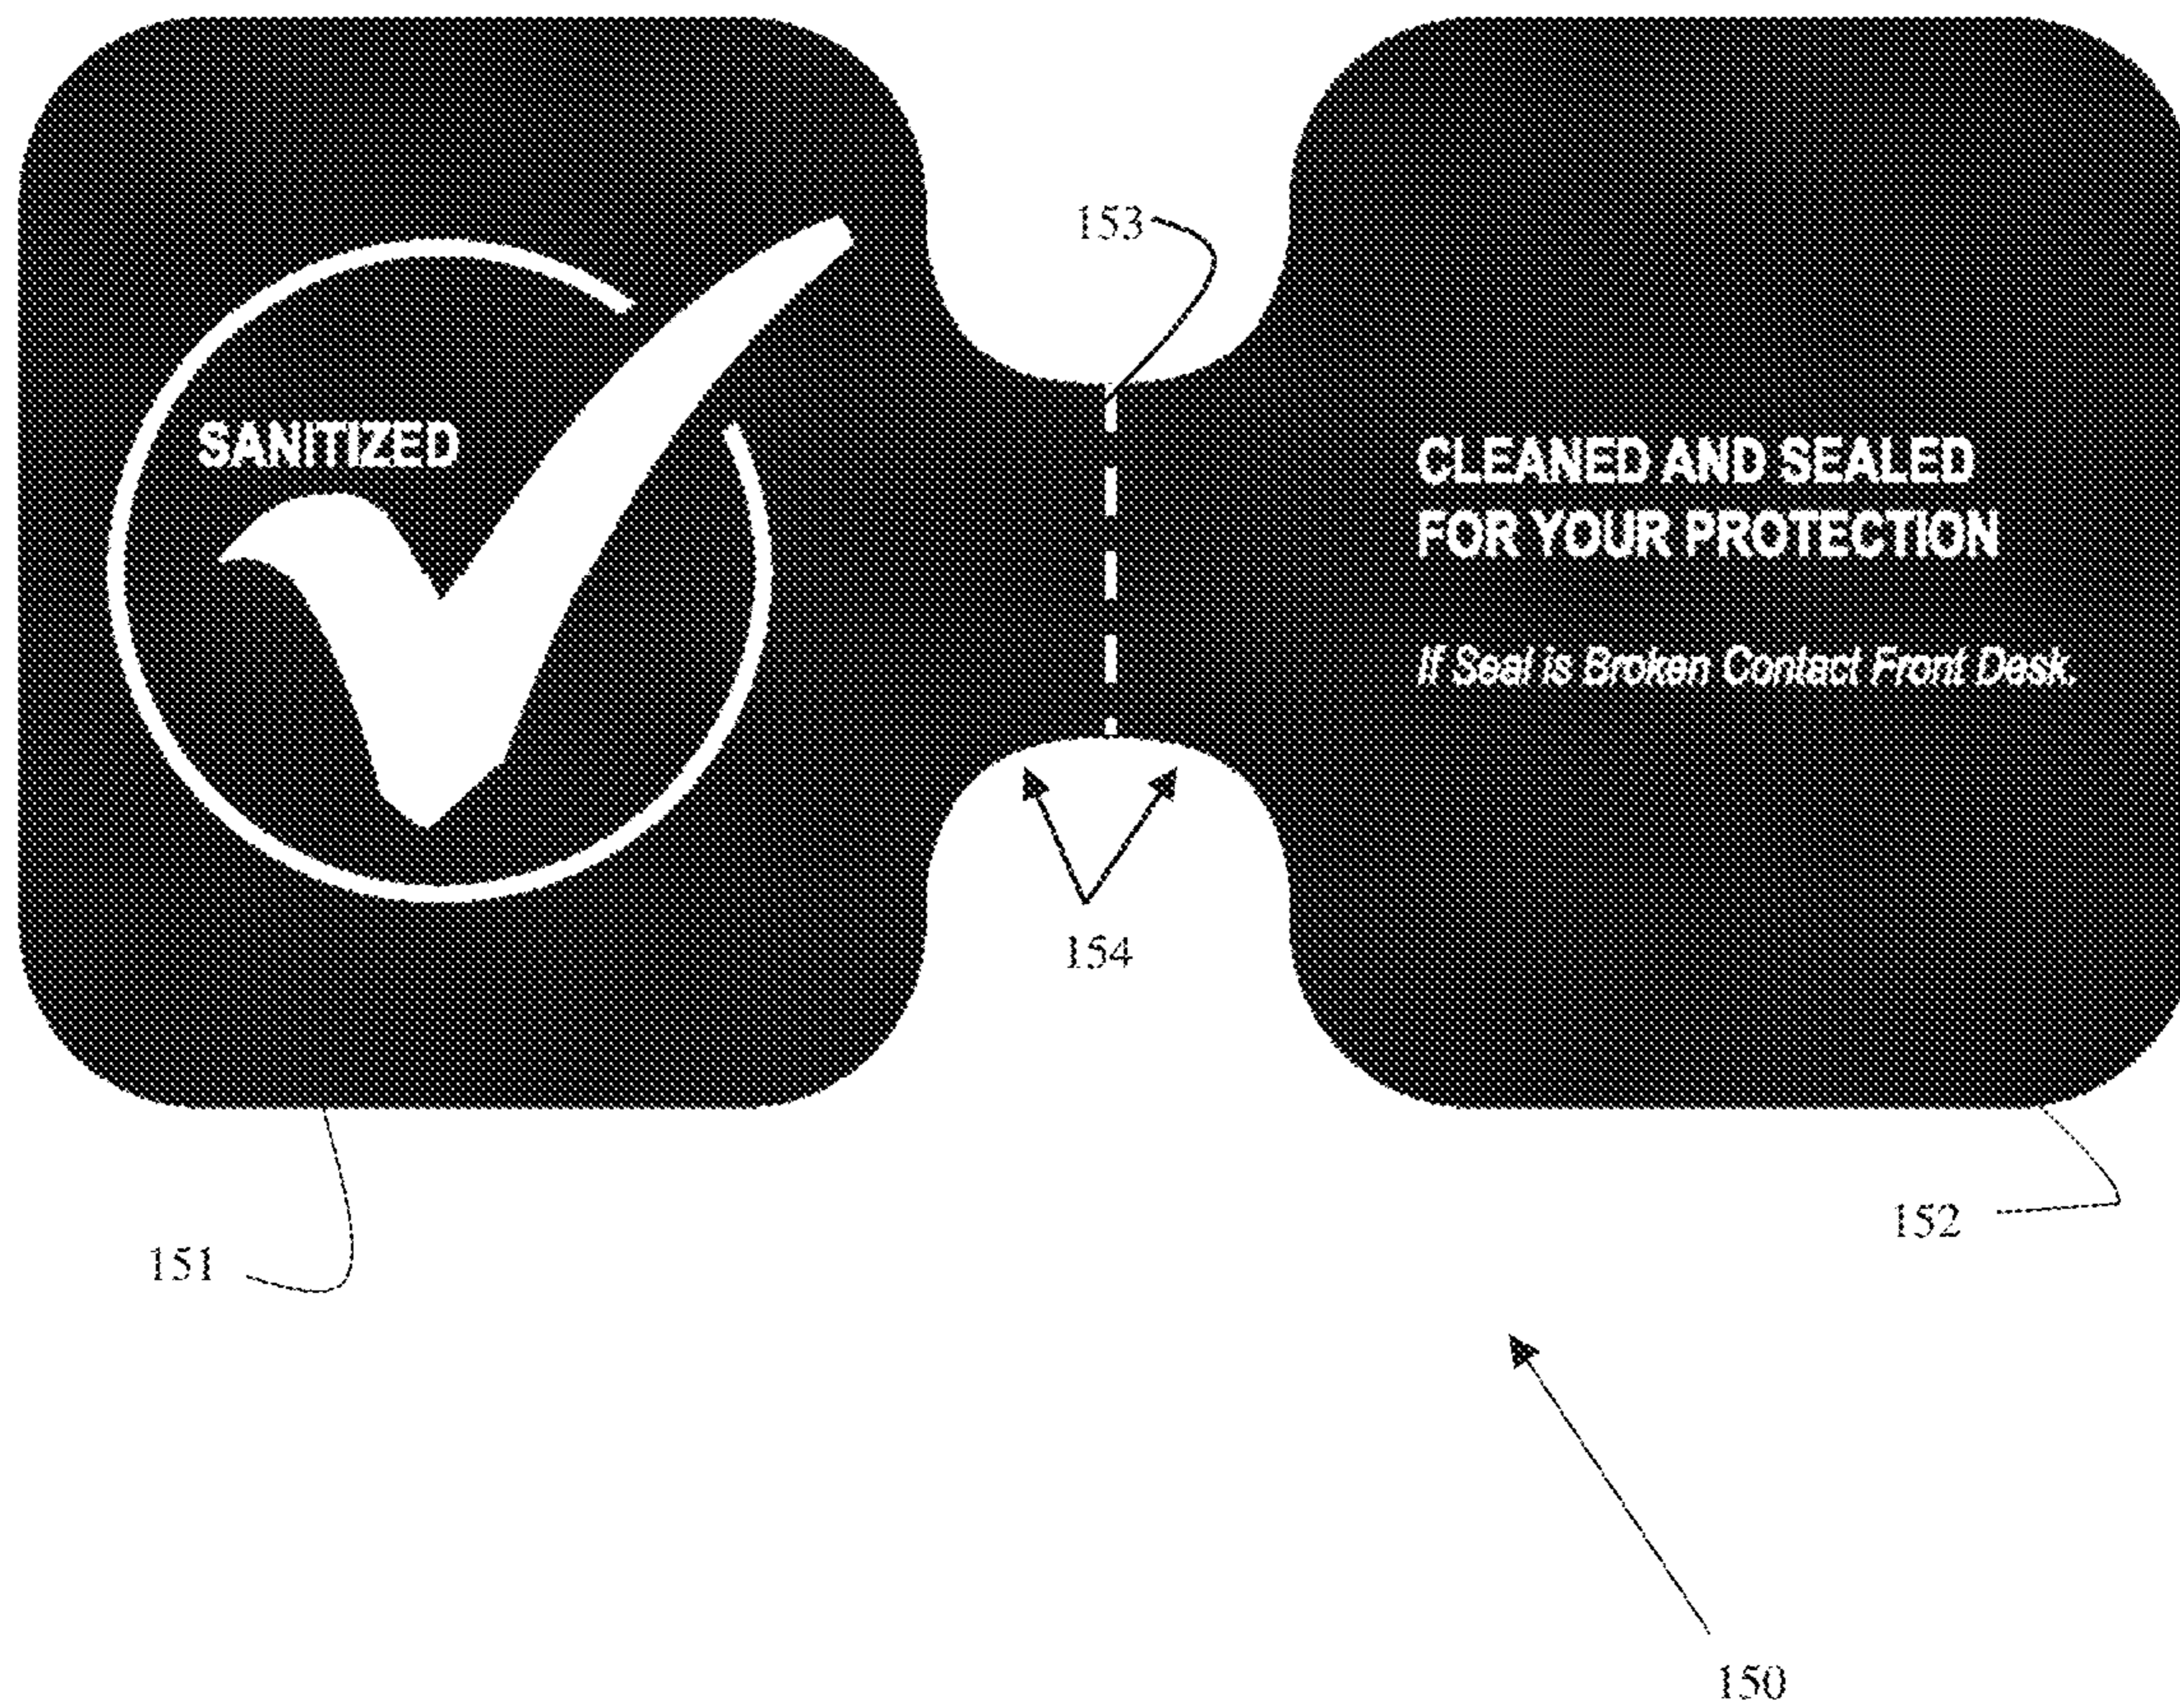 153
SANITIZED
CLEANED AND SEALED
FOR YOUR PROTECTION
If Seal is Broken Contact Front Desk.
154
151
152
150